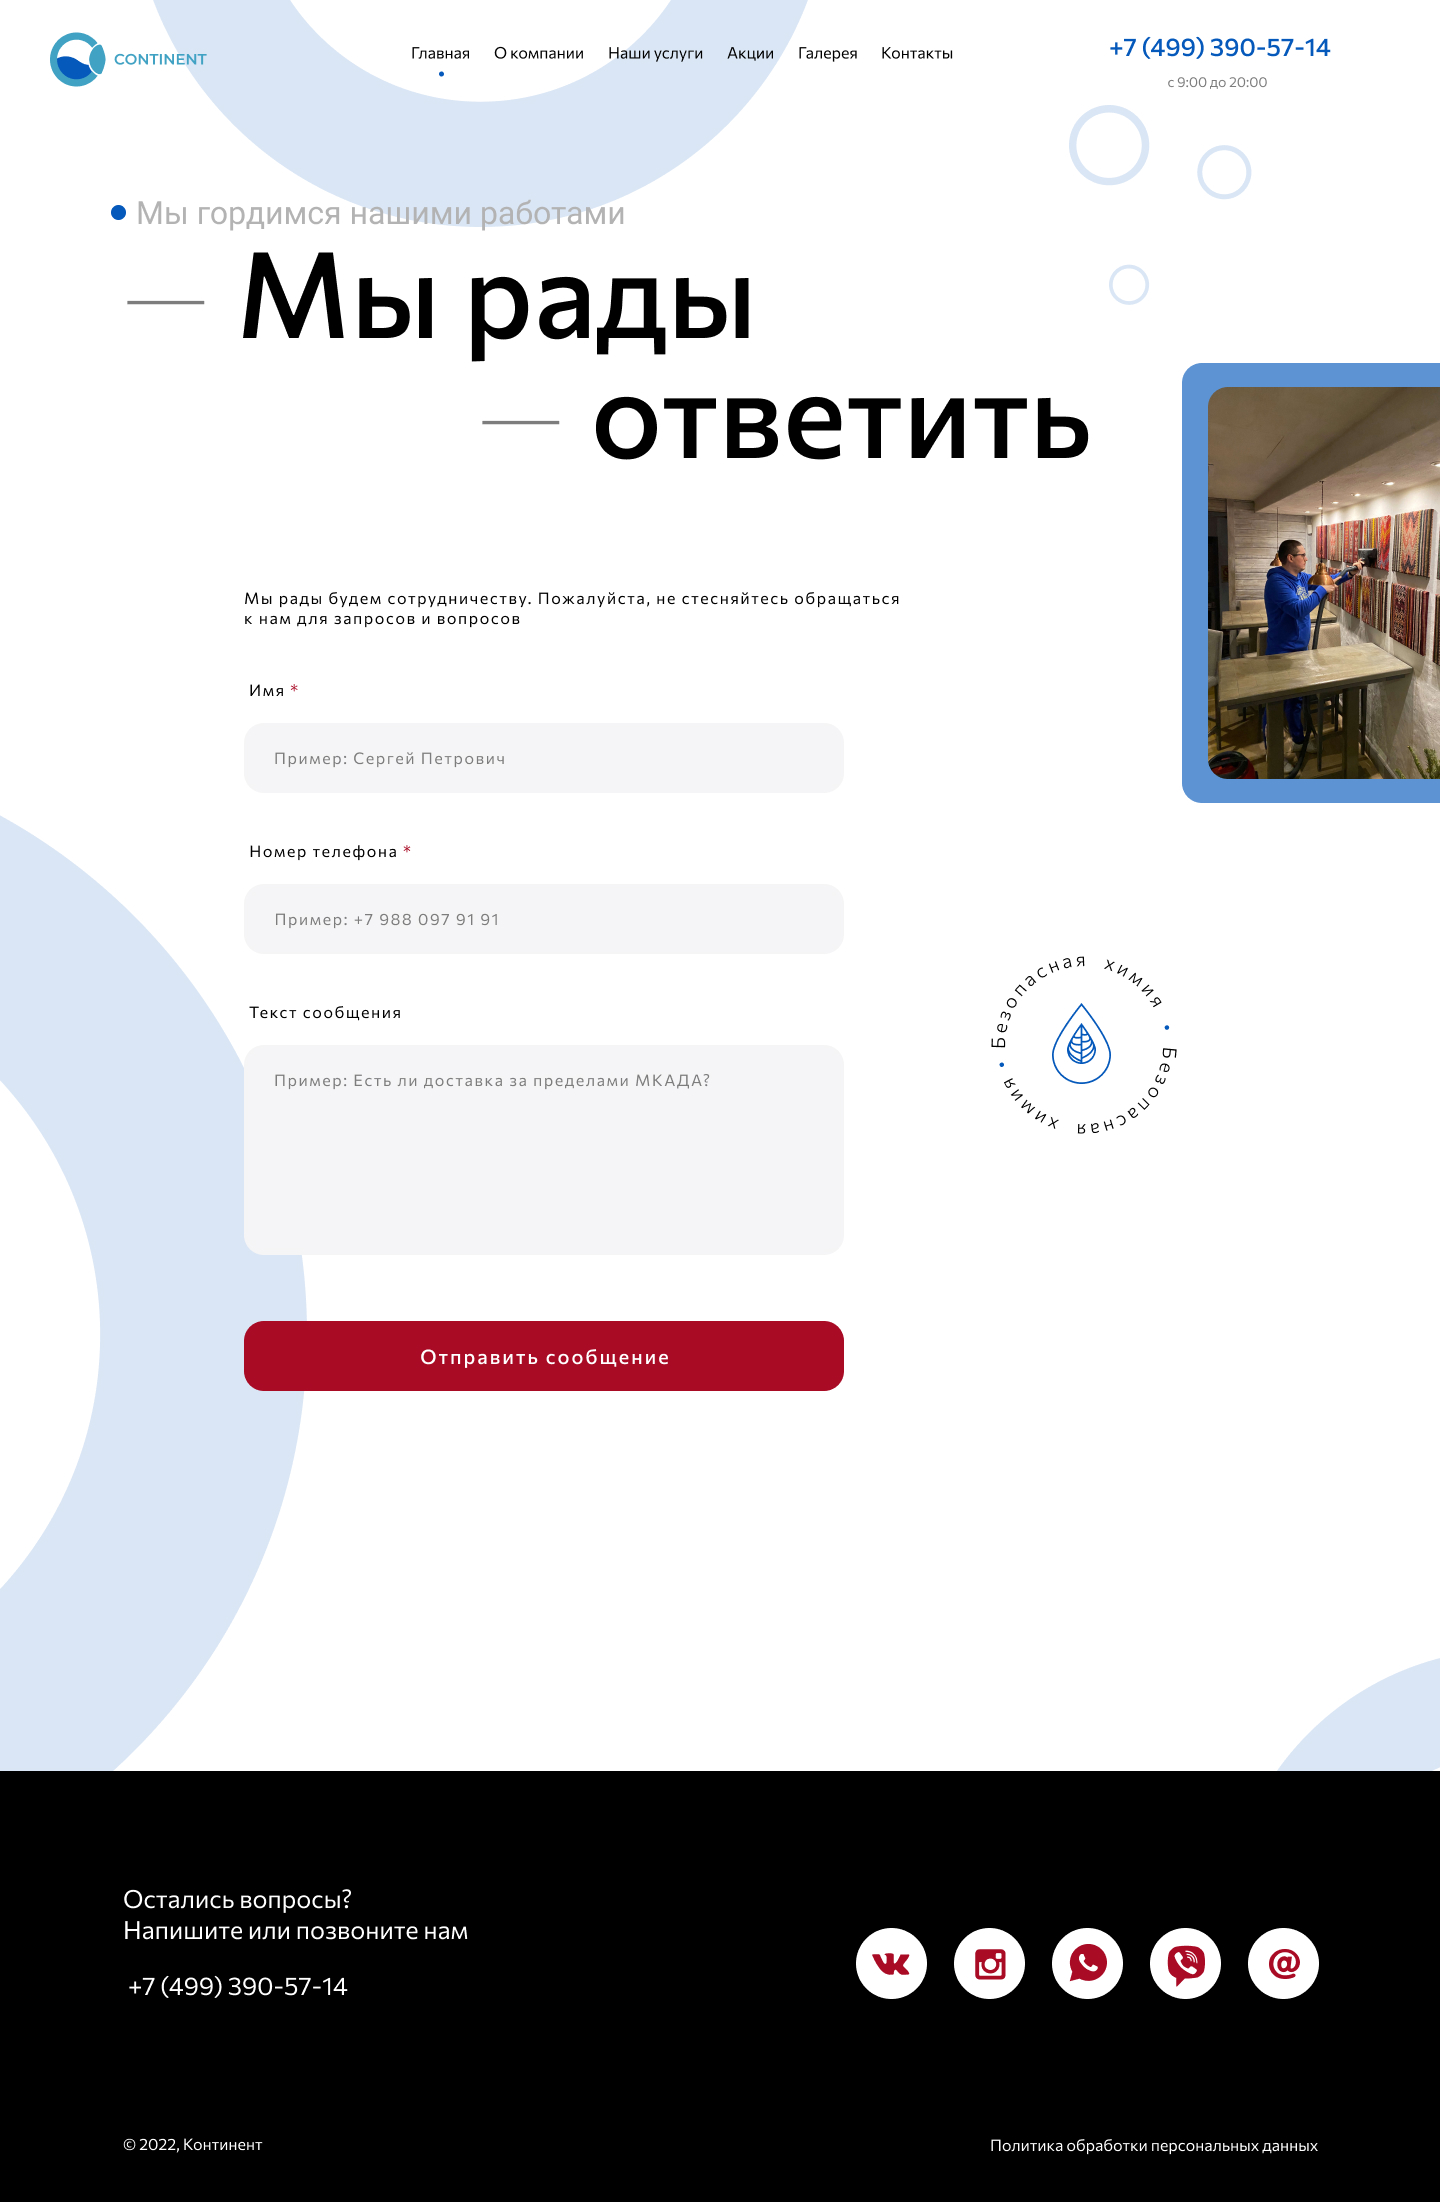 CONTINENT
Главная О компании Наши услуги Акции Галерея Контакты
+7 (499) 390-57-14
с 9:00 до 20:00
Мы гордимся нашими работами
Мы рады
ответить
Мы рады будем сотрудничеству. Пожалуйста, не стесняйтесь обращаться
к нам для запросов и вопросов
Имя *
Пример: Сергей Петрович
Номер телефона *
Пример: +7 988 097 91 91
Текст сообщения
Пример: Есть ли доставка за пределами МКАДА?
Безопасная химия • Безопасная химия •
Отправить сообщение
Остались вопросы?
Напишите или позвоните нам
+7 (499) 390-57-14
@
© 2022, Континент
Политика обработки персональных данных